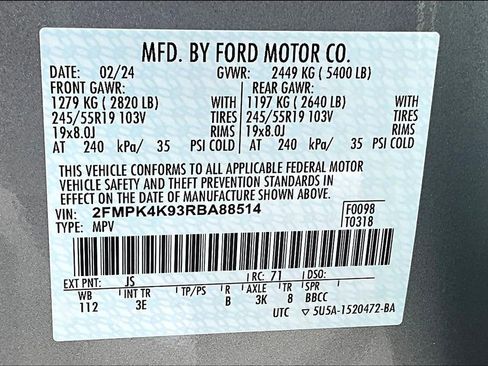 MFD. BY FORD MOTOR CO.
DATE: 02/24 GVWR: 2449 KG ( 5400 LB)
FRONT GAWR: REAR GAWR:
1279 KG ( 2820 LB) WITH 1197 KG ( 2640 LB) WITH
245/55R19 103V TIRES 245/55R19 103V TIRES
19x8.0J RIMS 19x8.0J RIMS
AT 240 kPa/ 35 PSI COLD AT 240 kPa/ 35 PSI COLD
THIS VEHICLE CONFORMS TO ALL APPLICABLE FEDERAL MOTOR
VEHICLE SAFETY AND THEFT PREVENTION STANDARDS IN
EFFECT ON THE DATE OF MANUFACTURE SHOWN ABOVE.
VIN: 2FMPK4K93RBA88514 F0098
TYPE: MPV T0318
EXT PNT: JS RC: 71 DSO:
WB INT TR TP/PS R AXLE TR SPR
112 3E B 3K 8 BBCC
UTC 5U5A-1520472-BA